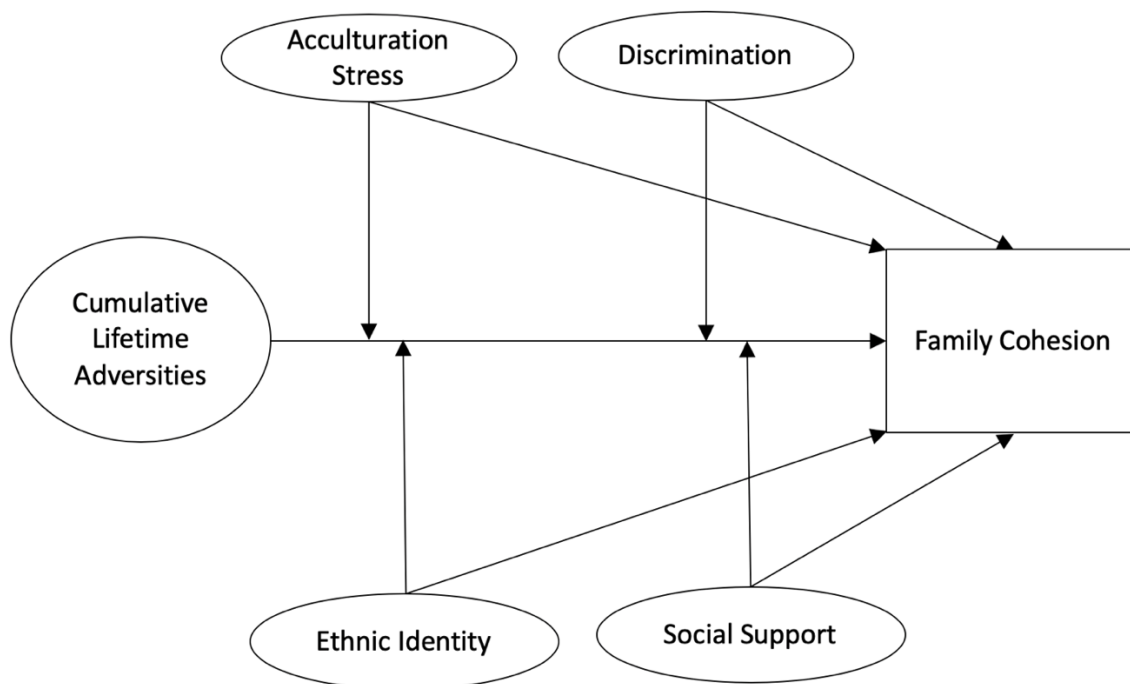 Acculturation
Stress
Discrimination
Cumulative
Lifetime
Adversities
Family Cohesion
Ethnic Identity
Social Support